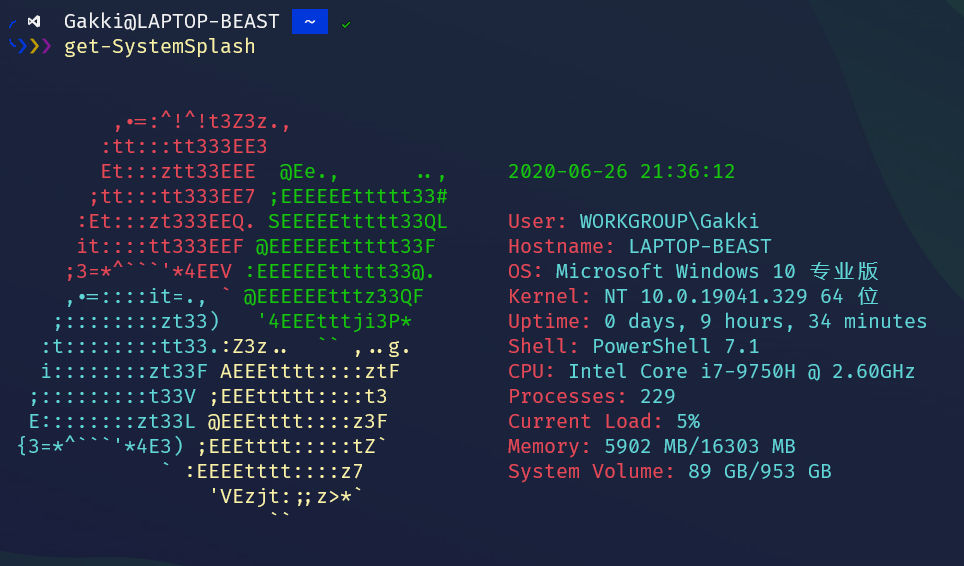 Gakki@LAPTOP-BEAST ~ ✓
❯❯❯ get-SystemSplash
,•=:^!^!t3Z3z.,
:tt:::tt333EE3
Et:::ztt33EEE  @Ee.,      ..,     2020-06-26 21:36:12
;tt:::tt333EE7 ;EEEEEEttttt33#
:Et:::zt333EEQ. SEEEEEttttt33QL     User: WORKGROUP\Gakki
it::::tt333EEF @EEEEEEttttt33F      Hostname: LAPTOP-BEAST
;3=*^```'*4EEV :EEEEEEttttt33@.      OS: Microsoft Windows 10 专业版
,•=::::it=., ` @EEEEEEtttz33QF       Kernel: NT 10.0.19041.329 64 位
;::::::::zt33)   '4EEEtttji3P*        Uptime: 0 days, 9 hours, 34 minutes
:t::::::::tt33.:Z3z..  `` ,..g.        Shell: PowerShell 7.1
i::::::::zt33F AEEEtttt::::ztF         CPU: Intel Core i7-9750H @ 2.60GHz
;:::::::::t33V ;EEEttttt::::t3          Processes: 229
E::::::::zt33L @EEEtttt::::z3F          Current Load: 5%
{3=*^```'*4E3) ;EEEtttt:::::tZ`          Memory: 5902 MB/16303 MB
` :EEEEtttt::::z7            System Volume: 89 GB/953 GB
'VEzjt:;;z>*`
``